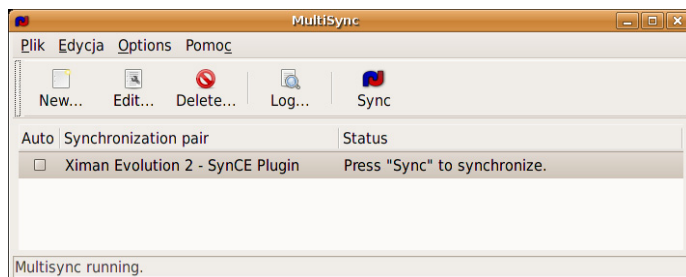 MultiSync
Plik Edycja Options Pomoc
New... Edit... Delete... Log... Sync
Auto Synchronization pair Status
Ximan Evolution 2 - SynCE Plugin Press "Sync" to synchronize.
Multisync running.